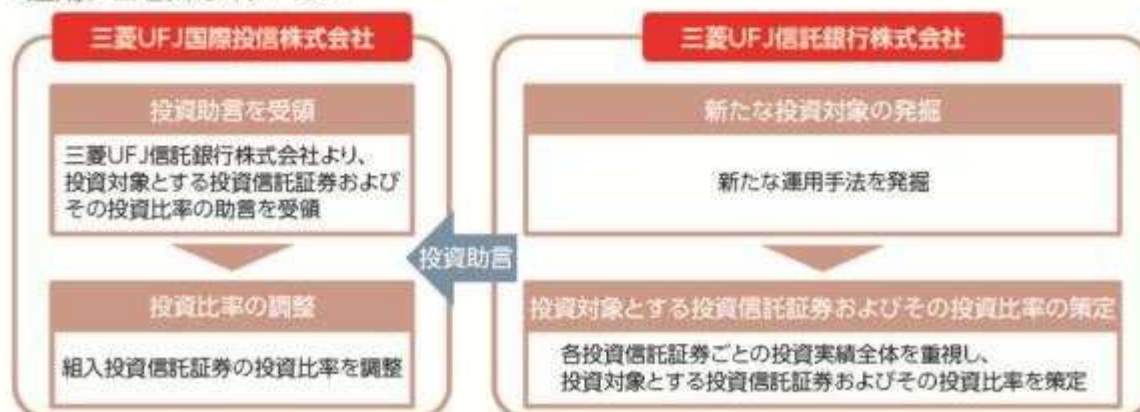 三菱UFJ国際投信株式会社
投資助言を受領
三菱UFJ信託銀行株式会社より、
投資対象とする投資信託証券および
その投資比率の助言を受領
投資比率の調整
組入投資信託証券の投資比率を調整
投資助言
三菱UFJ信託銀行株式会社
新たな投資対象の発掘
新たな運用手法を発掘
投資対象とする投資信託証券およびその投資比率の策定
各投資信託証券ごとの投資実績全体を重視し、
投資対象とする投資信託証券およびその投資比率を策定